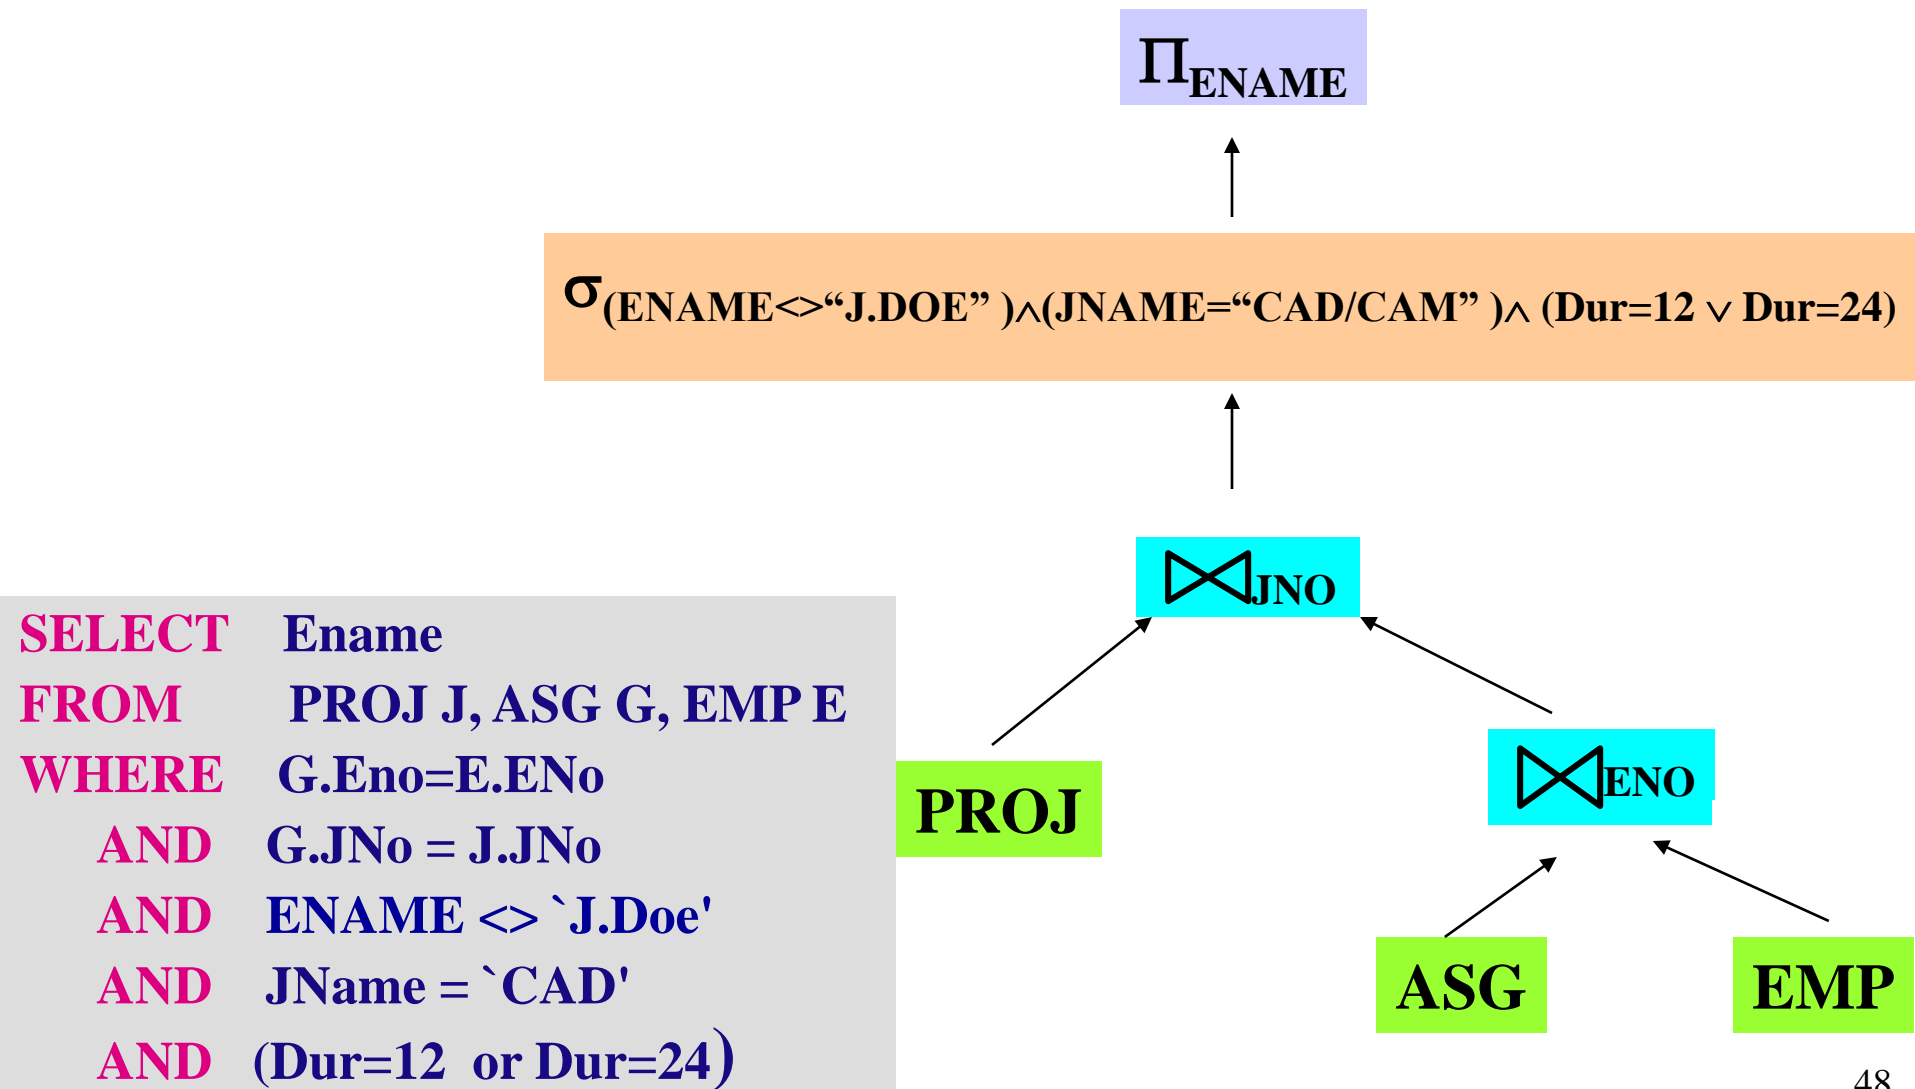 Π ENAME
σ (ENAME<>“J.DOE” )∧(JNAME=“CAD/CAM” )∧ (Dur=12 ∨ Dur=24)
⋈ JNO
SELECT Ename
FROM PROJ J, ASG G, EMP E
WHERE G.Eno=E.ENo
AND G.JNo = J.JNo
AND ENAME <> `J.Doe'
AND JName = `CAD'
AND (Dur=12 or Dur=24)
⋈ ENO
PROJ
ASG
EMP
48